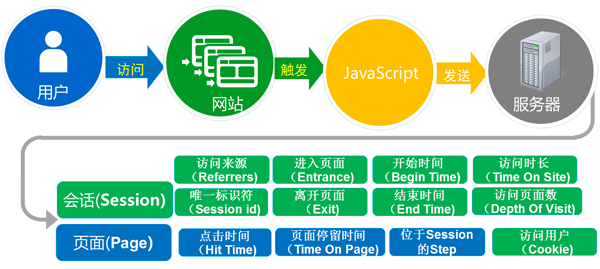 用户
访问
网站
触发
JavaScript
发送
服务器
会话(Session)
访问来源
（Referrers)
进入页面
（Entrance)
开始时间
（Begin Time)
访问时长
（Time On Site)
唯一标识符
（Session id)
离开页面
（Exit)
结束时间
（End Time)
访问页面数
（Depth Of Visit)
页面(Page)
点击时间
（Hit Time)
页面停留时间
（Time On Page)
位于Session
的Step
访问用户
（Cookie)